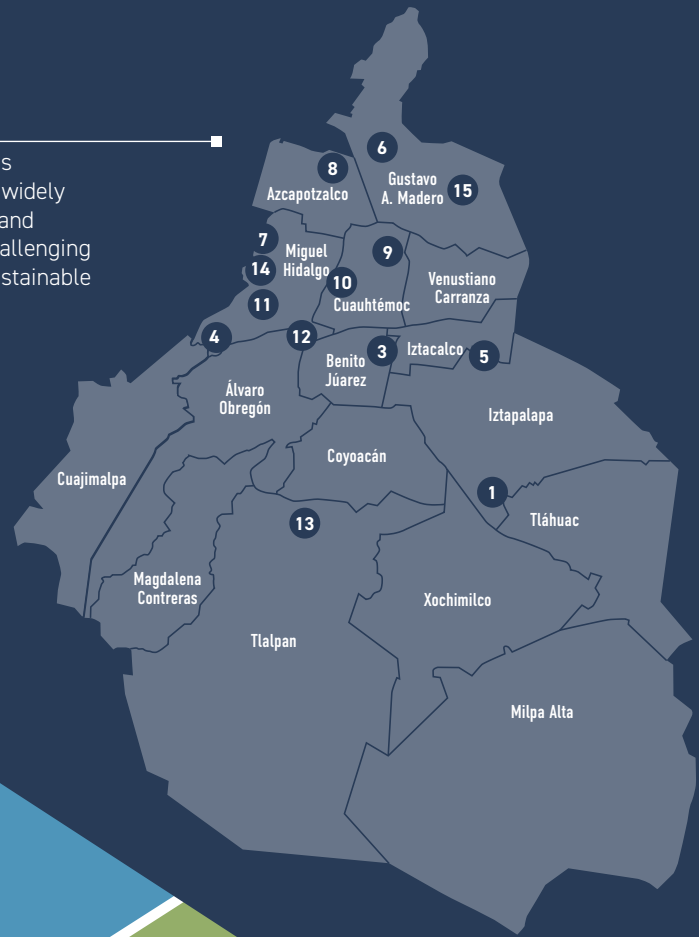 s
widely
and
allenging
stainable
6
8
Gustavo
A. Madero
15
Azcapotzalco
7
Miguel
Hidalgo
9
14
10
Venustiano
Carranza
11
Cuauhtémoc
4
12
3
Iztacalco
5
Benito
Júarez
Álvaro
Obregón
Iztapalapa
Coyoacán
Cuajimalpa
1
13
Tláhuac
Magdalena
Contreras
Xochimilco
Tlalpan
Milpa Alta